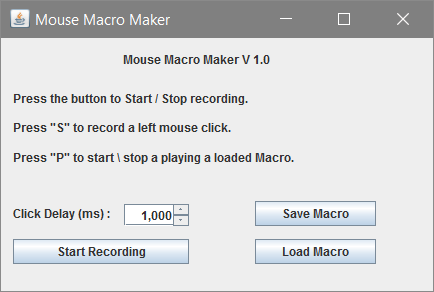 Mouse Macro Maker
Mouse Macro Maker V 1.0
Press the button to Start / Stop recording.
Press "S" to record a left mouse click.
Press "P" to start \ stop a playing a loaded Macro.
Click Delay (ms) : 1,000 Save Macro
Start Recording Load Macro